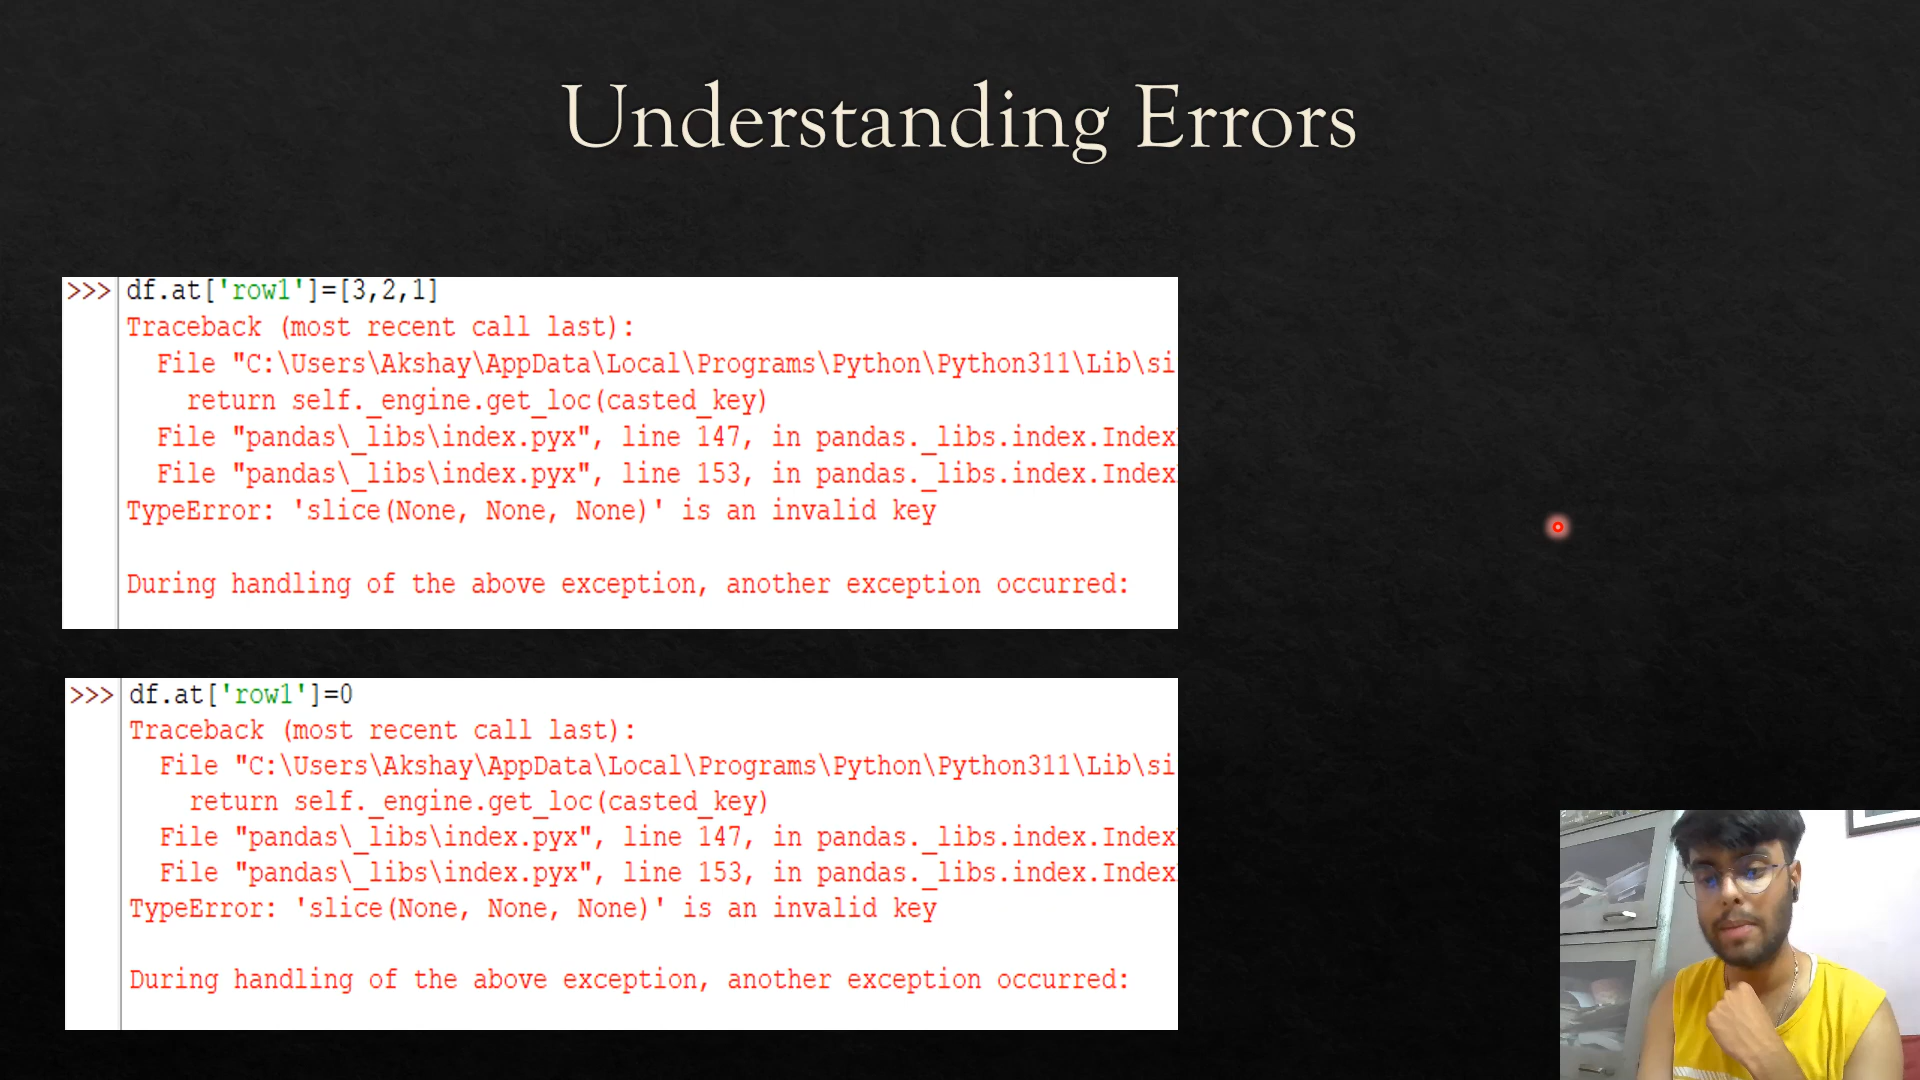 Understanding Errors
>>> df.at['row1']=[3,2,1]
Traceback (most recent call last):
File "C:\Users\Akshay\AppData\Local\Programs\Python\Python311\Lib\si
return self._engine.get_loc(casted_key)
File "pandas\_libs\index.pyx", line 147, in pandas._libs.index.Index
File "pandas\_libs\index.pyx", line 153, in pandas._libs.index.Index
TypeError: 'slice(None, None, None)' is an invalid key
During handling of the above exception, another exception occurred:
>>> df.at['row1']=0
Traceback (most recent call last):
File "C:\Users\Akshay\AppData\Local\Programs\Python\Python311\Lib\si
return self._engine.get_loc(casted_key)
File "pandas\_libs\index.pyx", line 147, in pandas._libs.index.Index
File "pandas\_libs\index.pyx", line 153, in pandas._libs.index.Index
TypeError: 'slice(None, None, None)' is an invalid key
During handling of the above exception, another exception occurred: